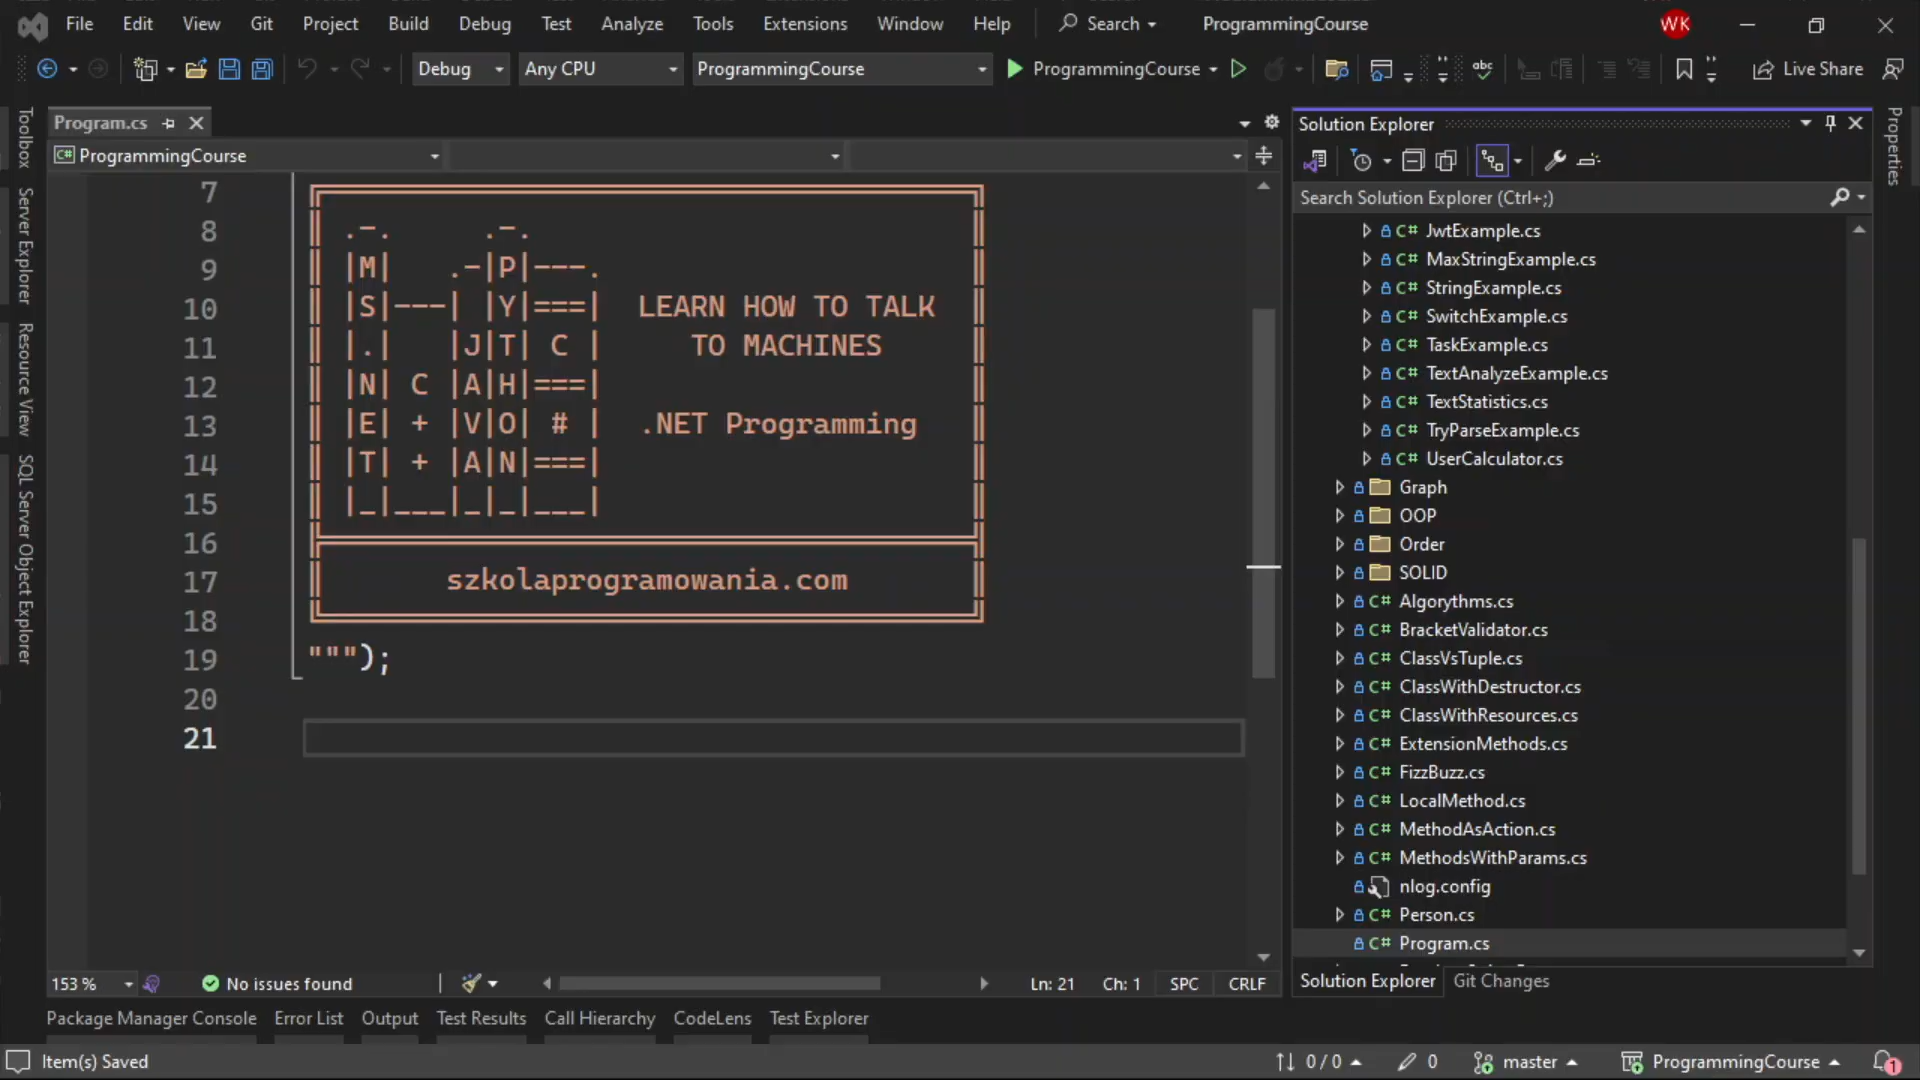 File Edit View Git Project Build Debug Test Analyze Tools Extensions Window Help Search ProgrammingCourse WK
Debug Any CPU ProgrammingCourse ProgrammingCourse abc Live Share
Toolbox
Server Explorer
Resource View
SQL Server Object Explorer
Program.cs
C# ProgrammingCourse
7
8 .-. .-.
9 |M| .-|P|---.
10 |S|---| |Y|===| LEARN HOW TO TALK
11 |.| |J|T| C | TO MACHINES
12 |N| C |A|H|===|
13 |E| + |V|O| # | .NET Programming
14 |T| + |A|N|===|
15 |_|___|_|_|___|
16
17 szkolaprogramowania.com
18
19 """);
20
21
153 % No issues found Ln: 21 Ch: 1 SPC CRLF
Package Manager Console Error List Output Test Results Call Hierarchy CodeLens Test Explorer
Solution Explorer
Search Solution Explorer (Ctrl+;)
C# JwtExample.cs
C# MaxStringExample.cs
C# StringExample.cs
C# SwitchExample.cs
C# TaskExample.cs
C# TextAnalyzeExample.cs
C# TextStatistics.cs
C# TryParseExample.cs
C# UserCalculator.cs
Graph
OOP
Order
SOLID
C# Algorythms.cs
C# BracketValidator.cs
C# ClassVsTuple.cs
C# ClassWithDestructor.cs
C# ClassWithResources.cs
C# ExtensionMethods.cs
C# FizzBuzz.cs
C# LocalMethod.cs
C# MethodAsAction.cs
C# MethodsWithParams.cs
nlog.config
C# Person.cs
C# Program.cs
Solution Explorer Git Changes
Properties
Item(s) Saved 0 / 0 0 master ProgrammingCourse 1